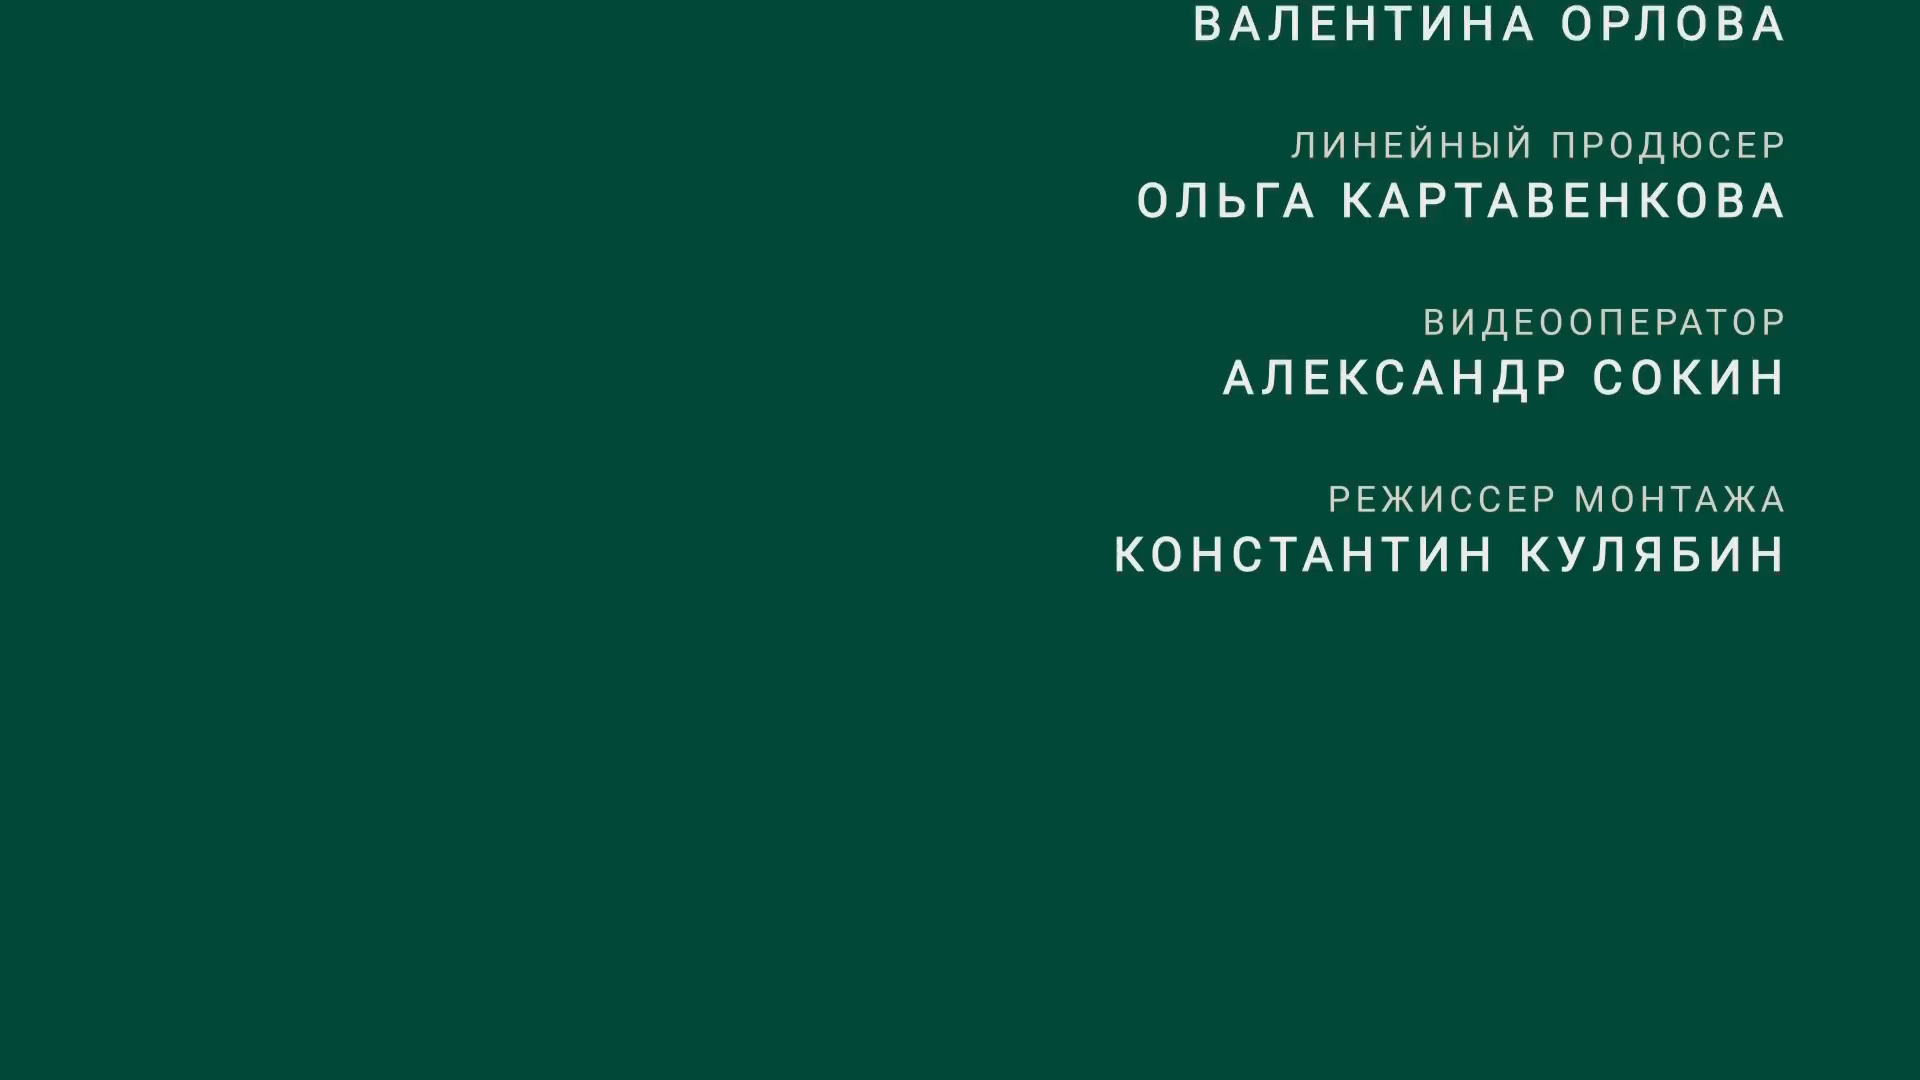 ВАЛЕНТИНА ОРЛОВА
ЛИНЕЙНЫЙ ПРОДЮСЕР
ОЛЬГА КАРТАВЕНКОВА
ВИДЕООПЕРАТОР
АЛЕКСАНДР СОКИН
РЕЖИССЕР МОНТАЖА
КОНСТАНТИН КУЛЯБИН